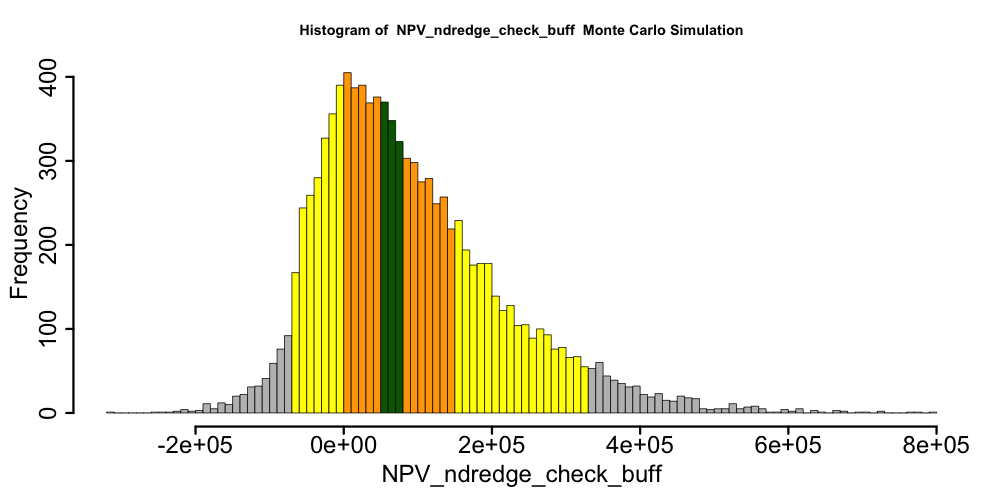 Histogram of  NPV_ndredge_check_buff  Monte Carlo Simulation
Frequency
400
300
200
100
0
-2e+05 0e+00 2e+05 4e+05 6e+05 8e+05
NPV_ndredge_check_buff